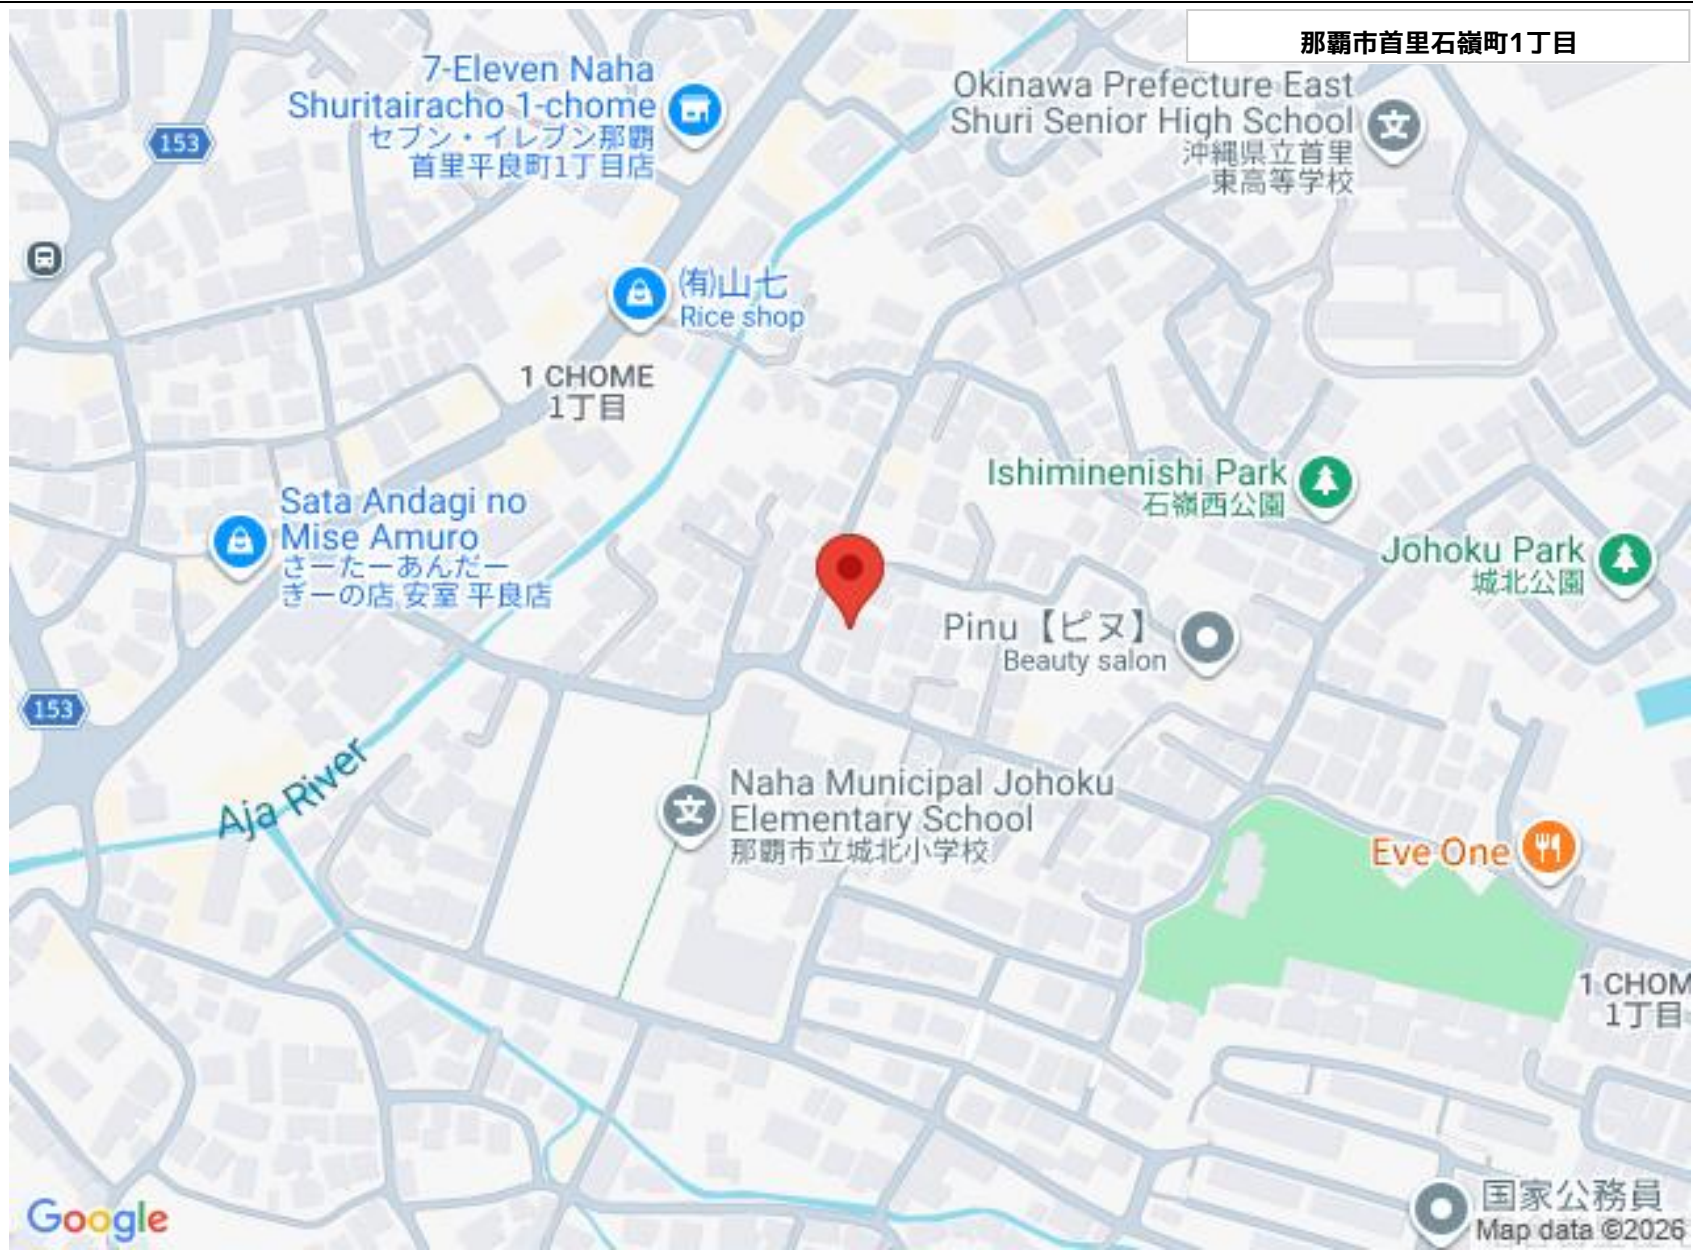 那覇市首里石嶺町1丁目
7-Eleven Naha
Shuritairacho 1-chome
セブン・イレブン那覇
首里平良町1丁目店
Okinawa Prefecture East
Shuri Senior High School
沖縄県立首里
東高等学校
153
㈲山七
Rice shop
1 CHOME
1丁目
Ishiminenishi Park
石嶺西公園
Sata Andagi no
Mise Amuro
さーたーあんだー
ぎーの店 安室 平良店
Johoku Park
城北公園
Pinu【ピヌ】
Beauty salon
153
Aja River
Naha Municipal Johoku
Elementary School
那覇市立城北小学校
Eve One
1 CHOM
1丁目
国家公務員
Google
Map data ©2026